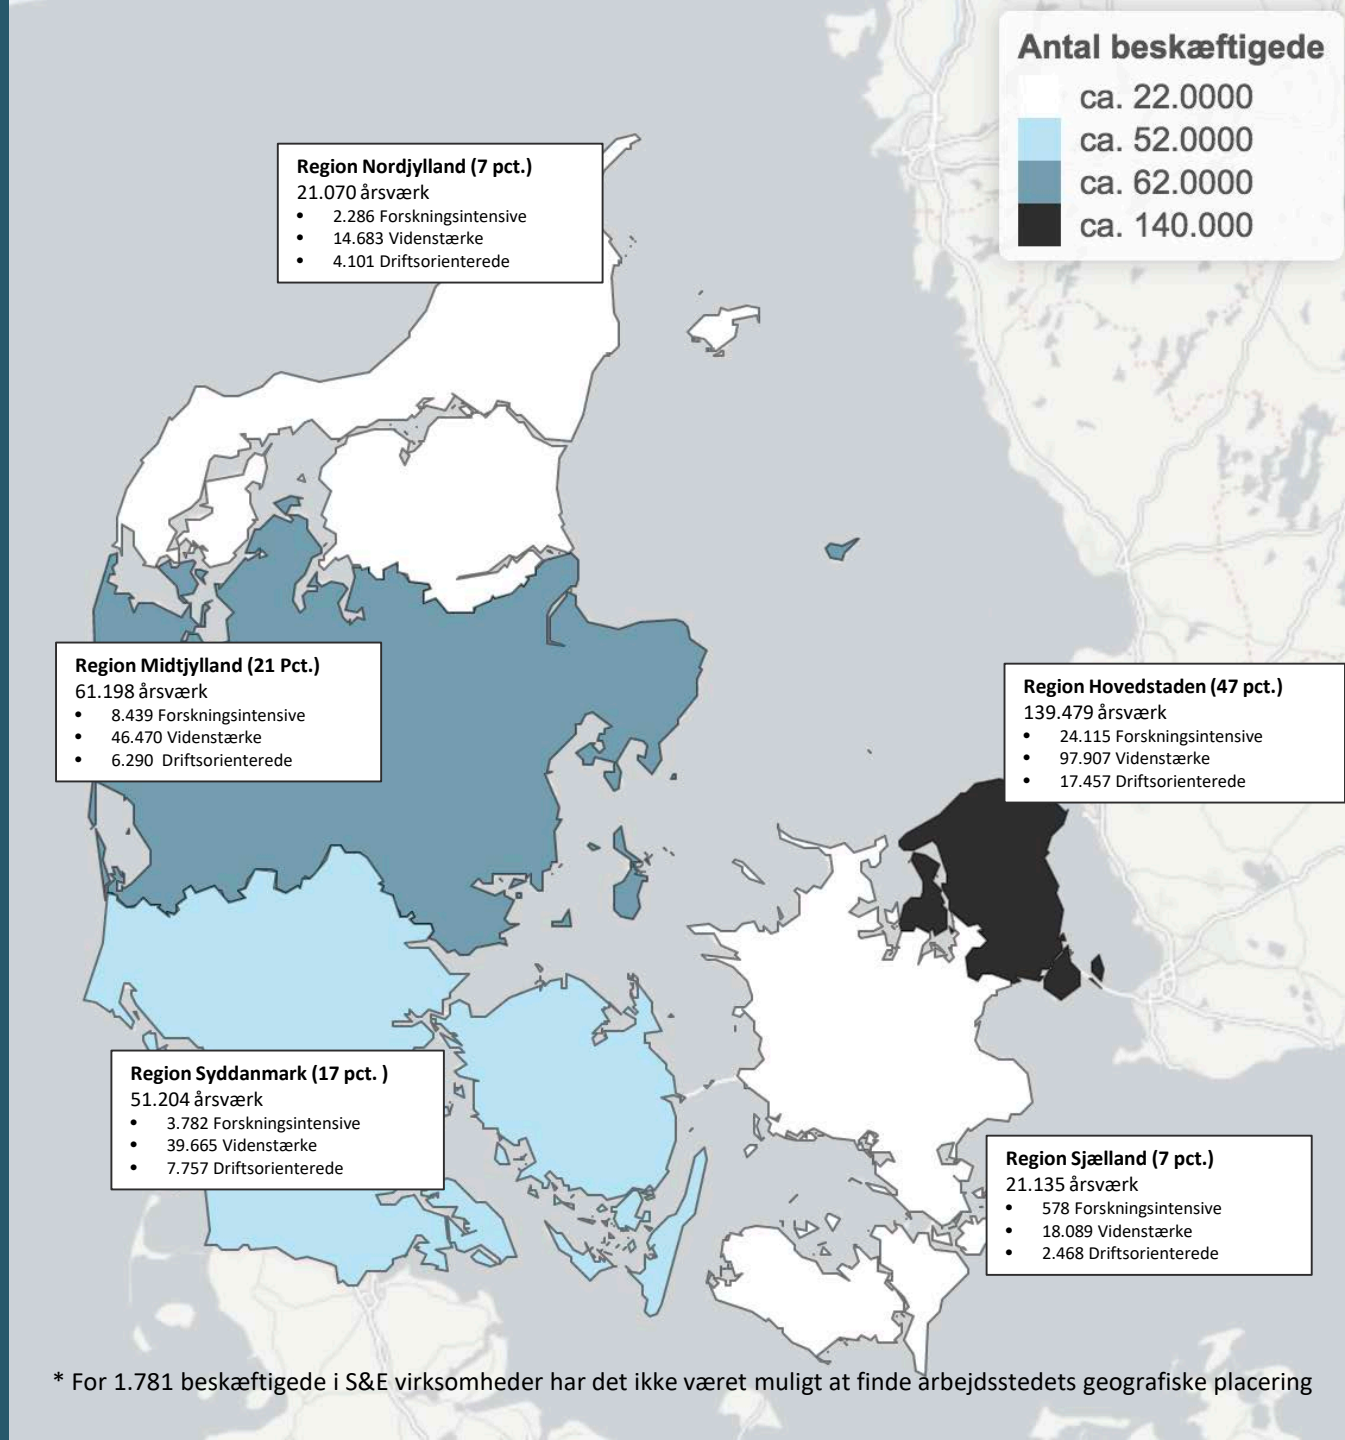 Antal beskæftigede
ca. 22.0000
ca. 52.0000
ca. 62.0000
ca. 140.000
Region Nordjylland (7 pct.)
21.070 årsværk
• 2.286 Forskningsintensive
• 14.683 Videnstærke
• 4.101 Driftsorienterede
Region Midtjylland (21 Pct.)
61.198 årsværk
• 8.439 Forskningsintensive
• 46.470 Videnstærke
• 6.290 Driftsorienterede
Region Hovedstaden (47 pct.)
139.479 årsværk
• 24.115 Forskningsintensive
• 97.907 Videnstærke
• 17.457 Driftsorienterede
Region Syddanmark (17 pct. )
51.204 årsværk
• 3.782 Forskningsintensive
• 39.665 Videnstærke
• 7.757 Driftsorienterede
Region Sjælland (7 pct.)
21.135 årsværk
• 578 Forskningsintensive
• 18.089 Videnstærke
• 2.468 Driftsorienterede
* For 1.781 beskæftigede i S&E virksomheder har det ikke været muligt at finde arbejdsstedets geografiske placering